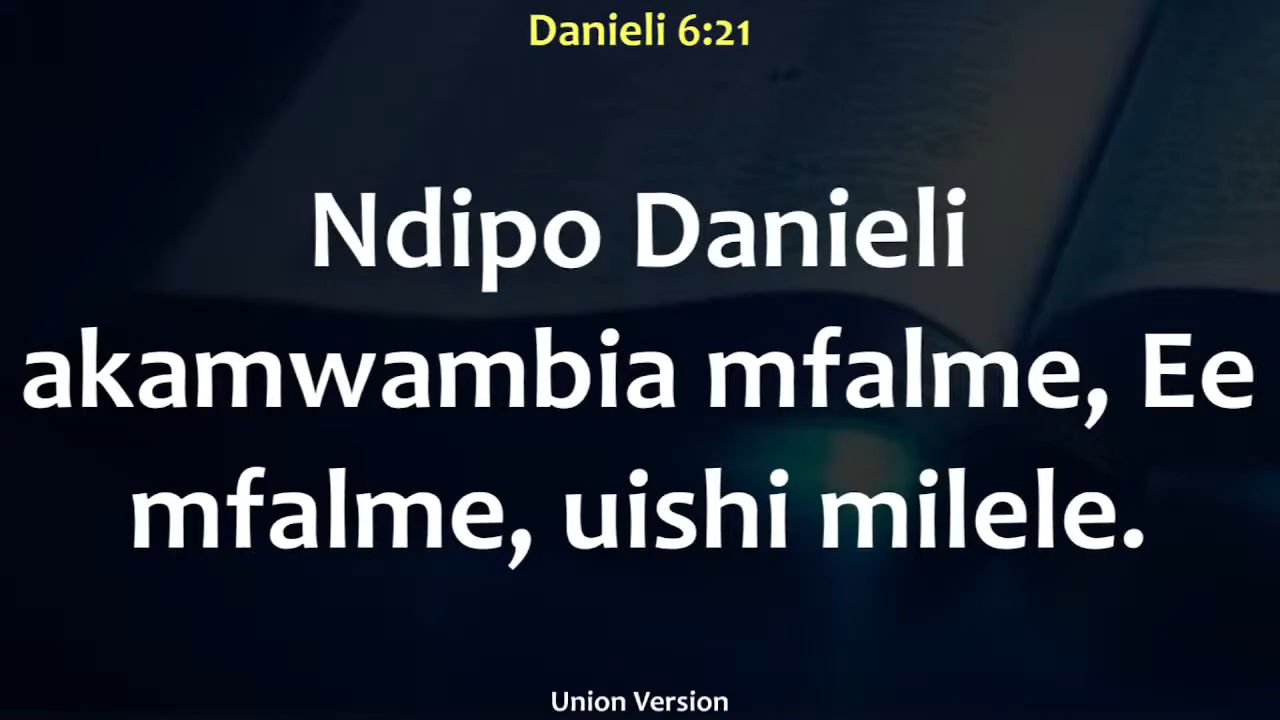 Danieli 6:21
Ndipo Danieli
akamwambia mfalme, Ee
mfalme, uishi milele.
Union Version